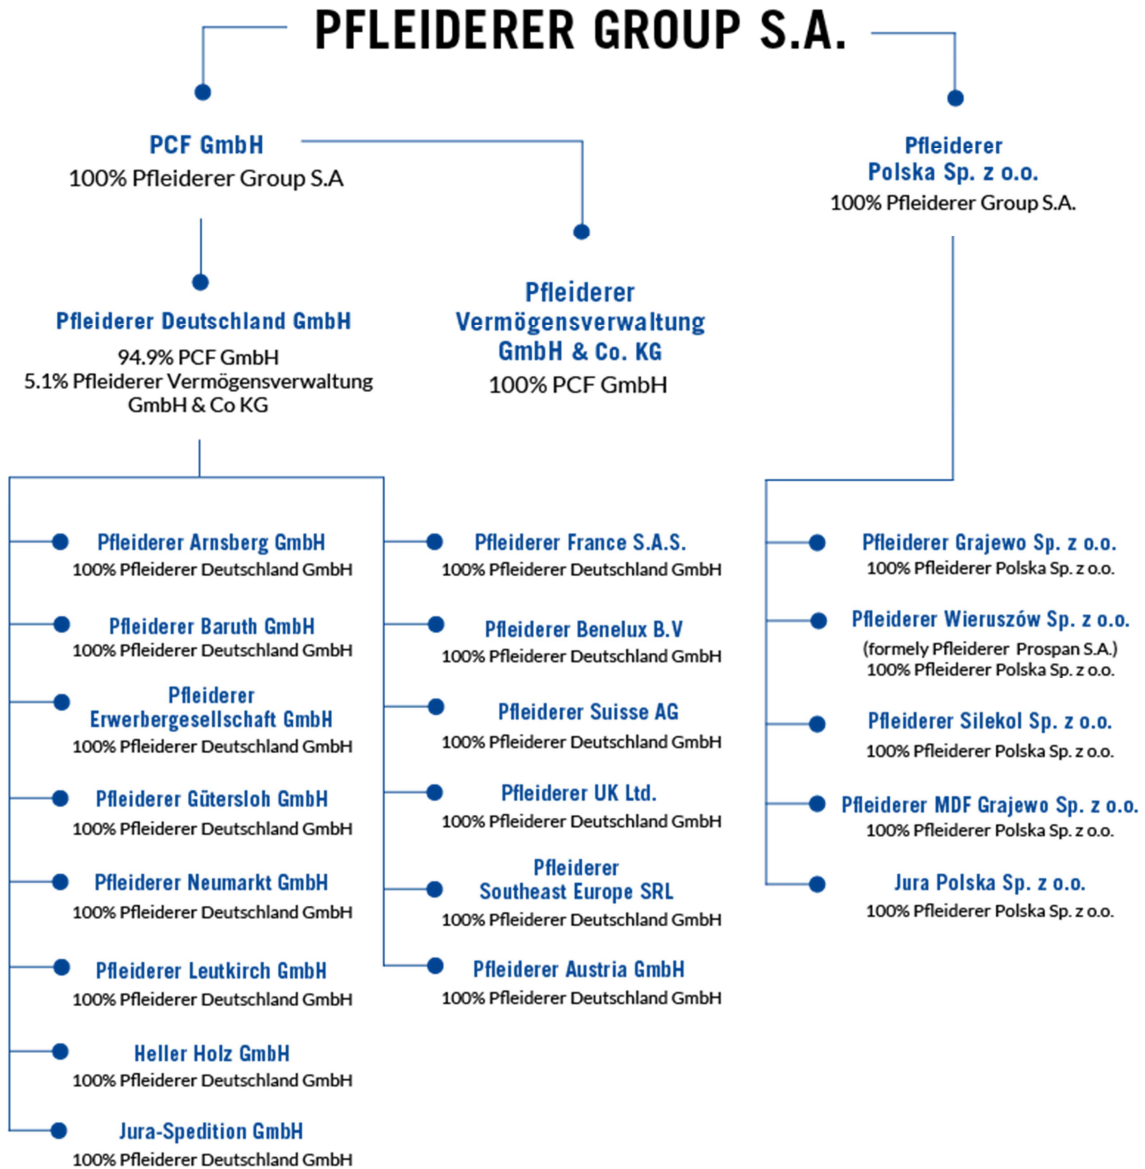 PFLEIDERER GROUP S.A.
PCF GmbH
100% Pfleiderer Group S.A
Pfleiderer
Polska Sp. z o.o.
100% Pfleiderer Group S.A.
Pfleiderer Deutschland GmbH
94.9% PCF GmbH
5.1% Pfleiderer Vermögensverwaltung
GmbH & Co KG
Pfleiderer
Vermögensverwaltung
GmbH & Co. KG
100% PCF GmbH
Pfleiderer Arnsberg GmbH
100% Pfleiderer Deutschland GmbH
Pfleiderer Baruth GmbH
100% Pfleiderer Deutschland GmbH
Pfleiderer
Erwerbergesellschaft GmbH
100% Pfleiderer Deutschland GmbH
Pfleiderer Gütersloh GmbH
100% Pfleiderer Deutschland GmbH
Pfleiderer Neumarkt GmbH
100% Pfleiderer Deutschland GmbH
Pfleiderer Leutkirch GmbH
100% Pfleiderer Deutschland GmbH
Heller Holz GmbH
100% Pfleiderer Deutschland GmbH
Jura-Spedition GmbH
100% Pfleiderer Deutschland GmbH
Pfleiderer France S.A.S.
100% Pfleiderer Deutschland GmbH
Pfleiderer Benelux B.V
100% Pfleiderer Deutschland GmbH
Pfleiderer Suisse AG
100% Pfleiderer Deutschland GmbH
Pfleiderer UK Ltd.
100% Pfleiderer Deutschland GmbH
Pfleiderer
Southeast Europe SRL
100% Pfleiderer Deutschland GmbH
Pfleiderer Austria GmbH
100% Pfleiderer Deutschland GmbH
Pfleiderer Grajewo Sp. z o.o.
100% Pfleiderer Polska Sp. z o.o.
Pfleiderer Wieruszów Sp. z o.o.
(formely Pfleiderer Prospan S.A.)
100% Pfleiderer Polska Sp. z o.o.
Pfleiderer Silekol Sp. z o.o.
100% Pfleiderer Polska Sp. z o.o.
Pfleiderer MDF Grajewo Sp. z o.o.
100% Pfleiderer Polska Sp. z o.o.
Jura Polska Sp. z o.o.
100% Pfleiderer Polska Sp. z o.o.